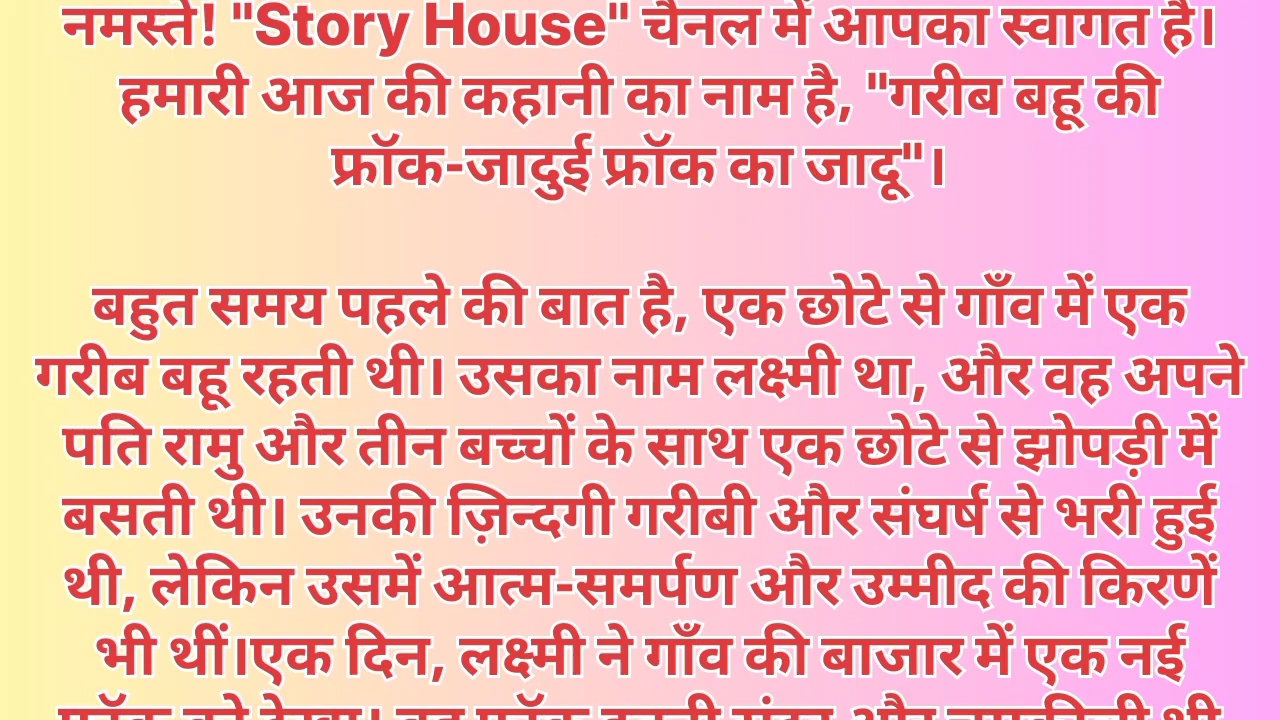 नमस्ते! "Story House" चैनल में आपका स्वागत है।
हमारी आज की कहानी का नाम है, "गरीब बहू की
फ्रॉक-जादुई फ्रॉक का जादू"।
बहुत समय पहले की बात है, एक छोटे से गाँव में एक
गरीब बहू रहती थी। उसका नाम लक्ष्मी था, और वह अपने
पति रामु और तीन बच्चों के साथ एक छोटे से झोपड़ी में
बसती थी। उनकी ज़िन्दगी गरीबी और संघर्ष से भरी हुई
थी, लेकिन उसमें आत्म-समर्पण और उम्मीद की किरणें
भी थीं।एक दिन, लक्ष्मी ने गाँव की बाजार में एक नई